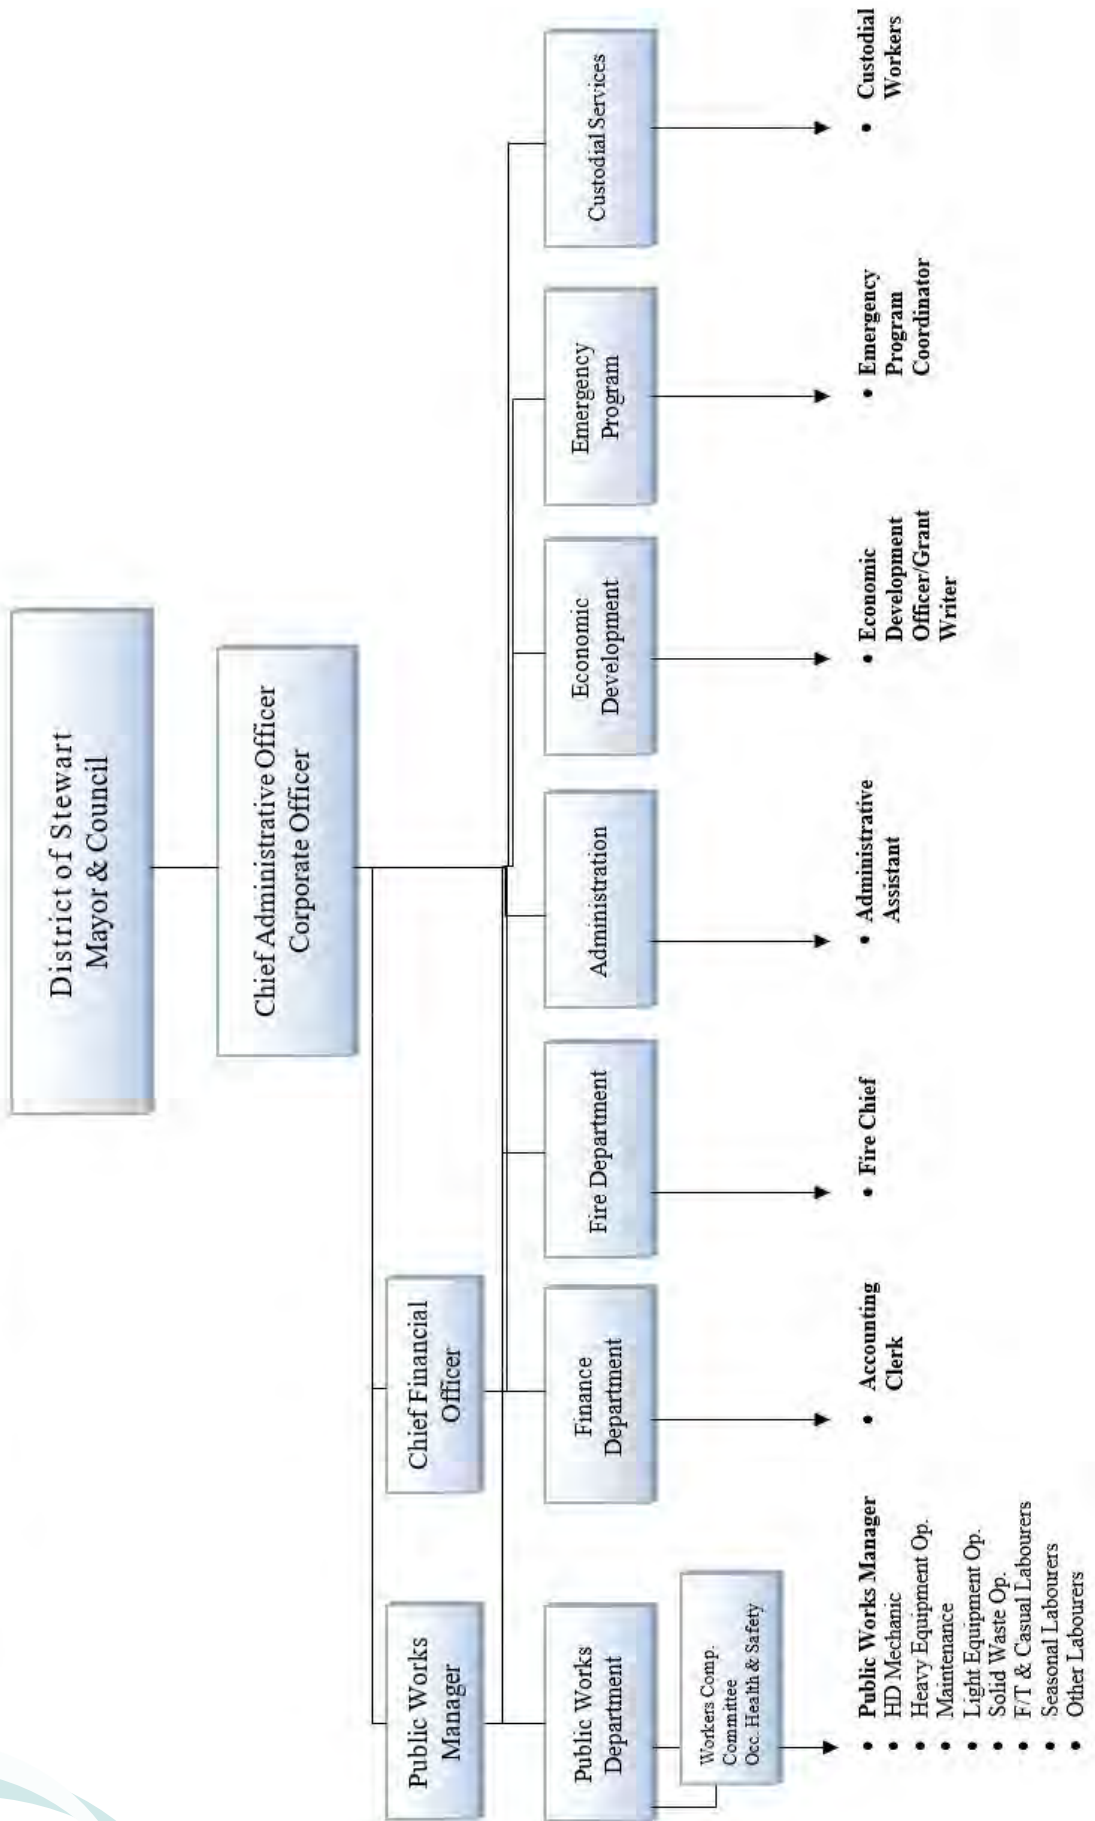 District of Stewart
Mayor & Council
Chief Administrative Officer
Corporate Officer
Public Works
Manager
Chief Financial
Officer
Public Works
Department
Finance
Department
Fire Department
Administration
Economic
Development
Emergency
Program
Custodial Services
Workers Comp.
Committee
Occ. Health & Safety
• Public Works Manager
• HD Mechanic
• Heavy Equipment Op.
• Maintenance
• Light Equipment Op.
• Solid Waste Op.
• F/T & Casual Labourers
• Seasonal Labourers
• Other Labourers
• Accounting
Clerk
• Fire Chief
• Administrative
Assistant
• Economic
Development
Officer/Grant
Writer
• Emergency
Program
Coordinator
• Custodial
Workers